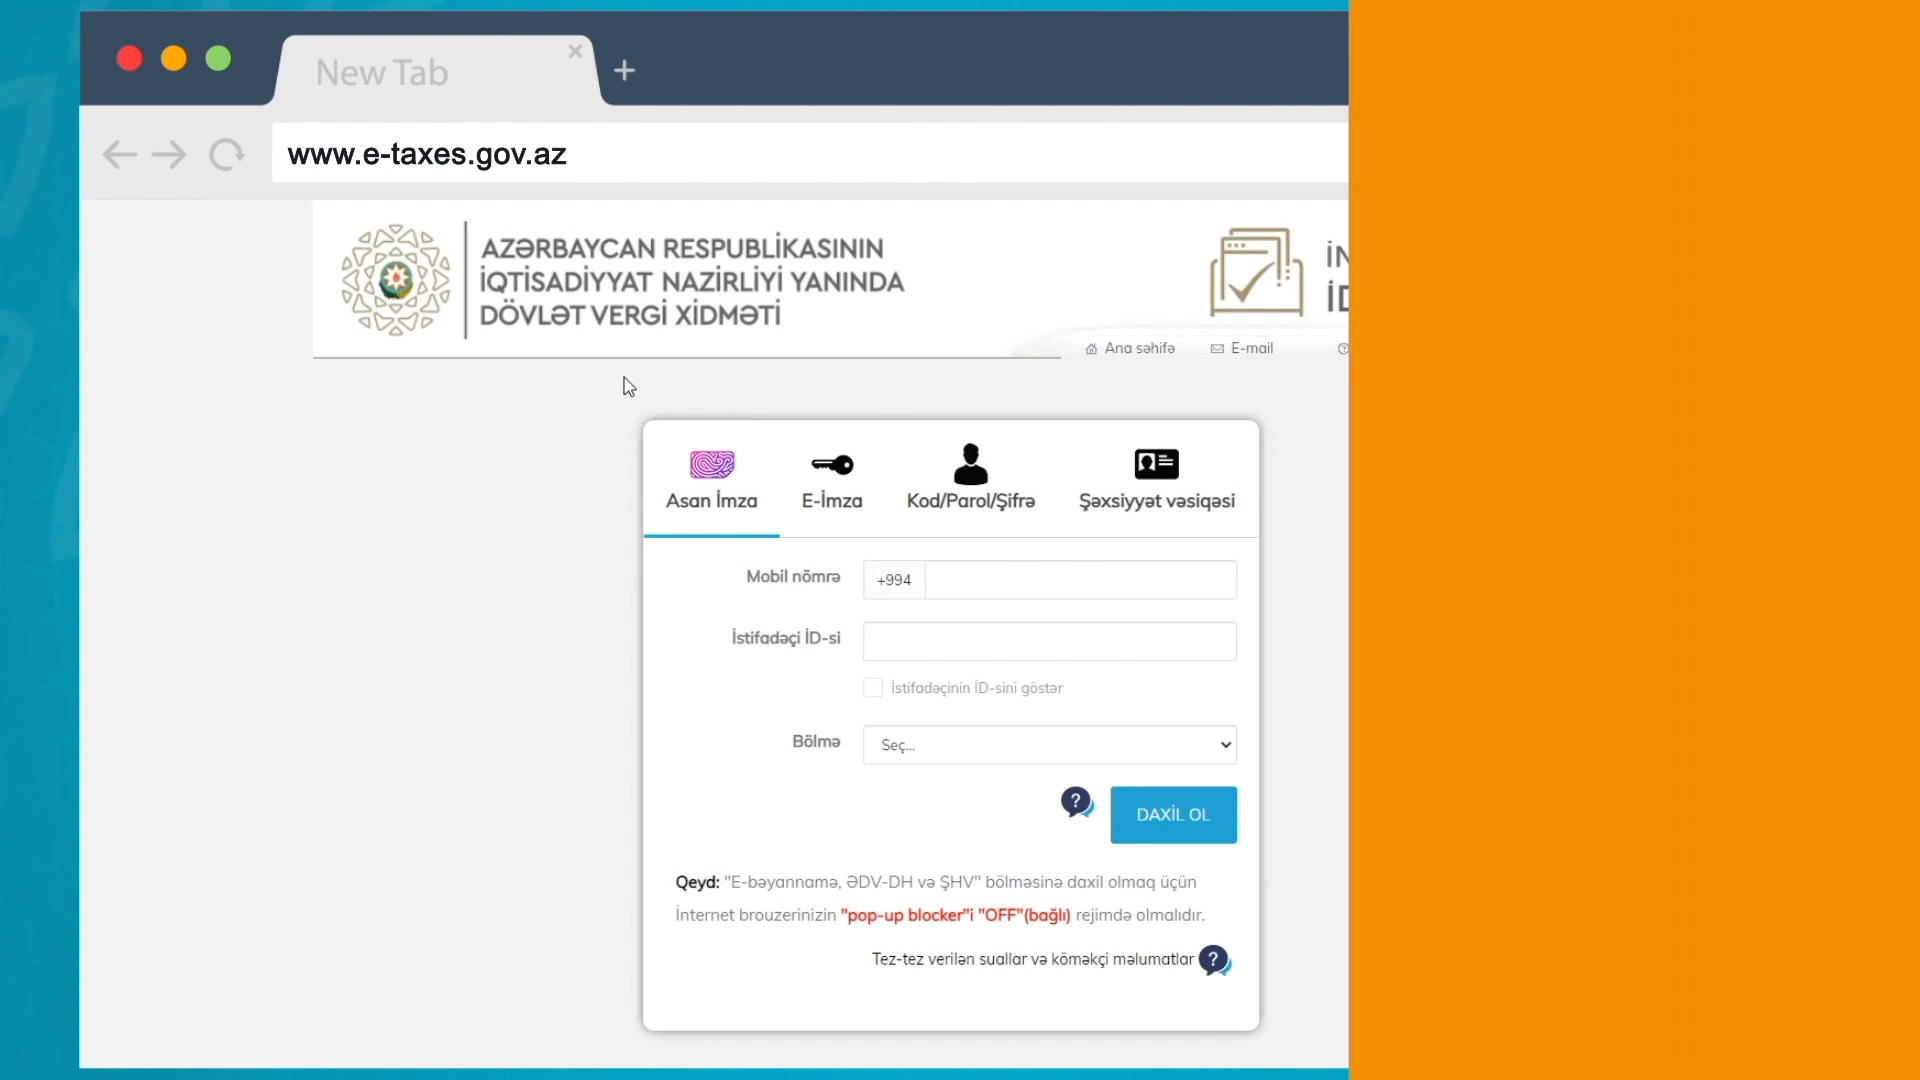 New Tab
www.e-taxes.gov.az
AZƏRBAYCAN RESPUBLİKASININ
İQTİSADİYYAT NAZİRLİYİ YANINDA
DÖVLƏT VERGİ XİDMƏTİ
Ana səhifə E-mail
Asan İmza E-İmza Kod/Parol/Şifrə Şəxsiyyət vəsiqəsi
Mobil nömrə +994
İstifadəçi İD-si
İstifadəçinin İD-sini göstər
Bölmə Seç...
DAXİL OL
Qeyd: "E-bəyannamə, ƏDV-DH və ŞHV" bölməsinə daxil olmaq üçün
İnternet brouzerinizin "pop-up blocker"i "OFF"(bağlı) rejimdə olmalıdır.
Tez-tez verilən suallar və köməkçi məlumatlar